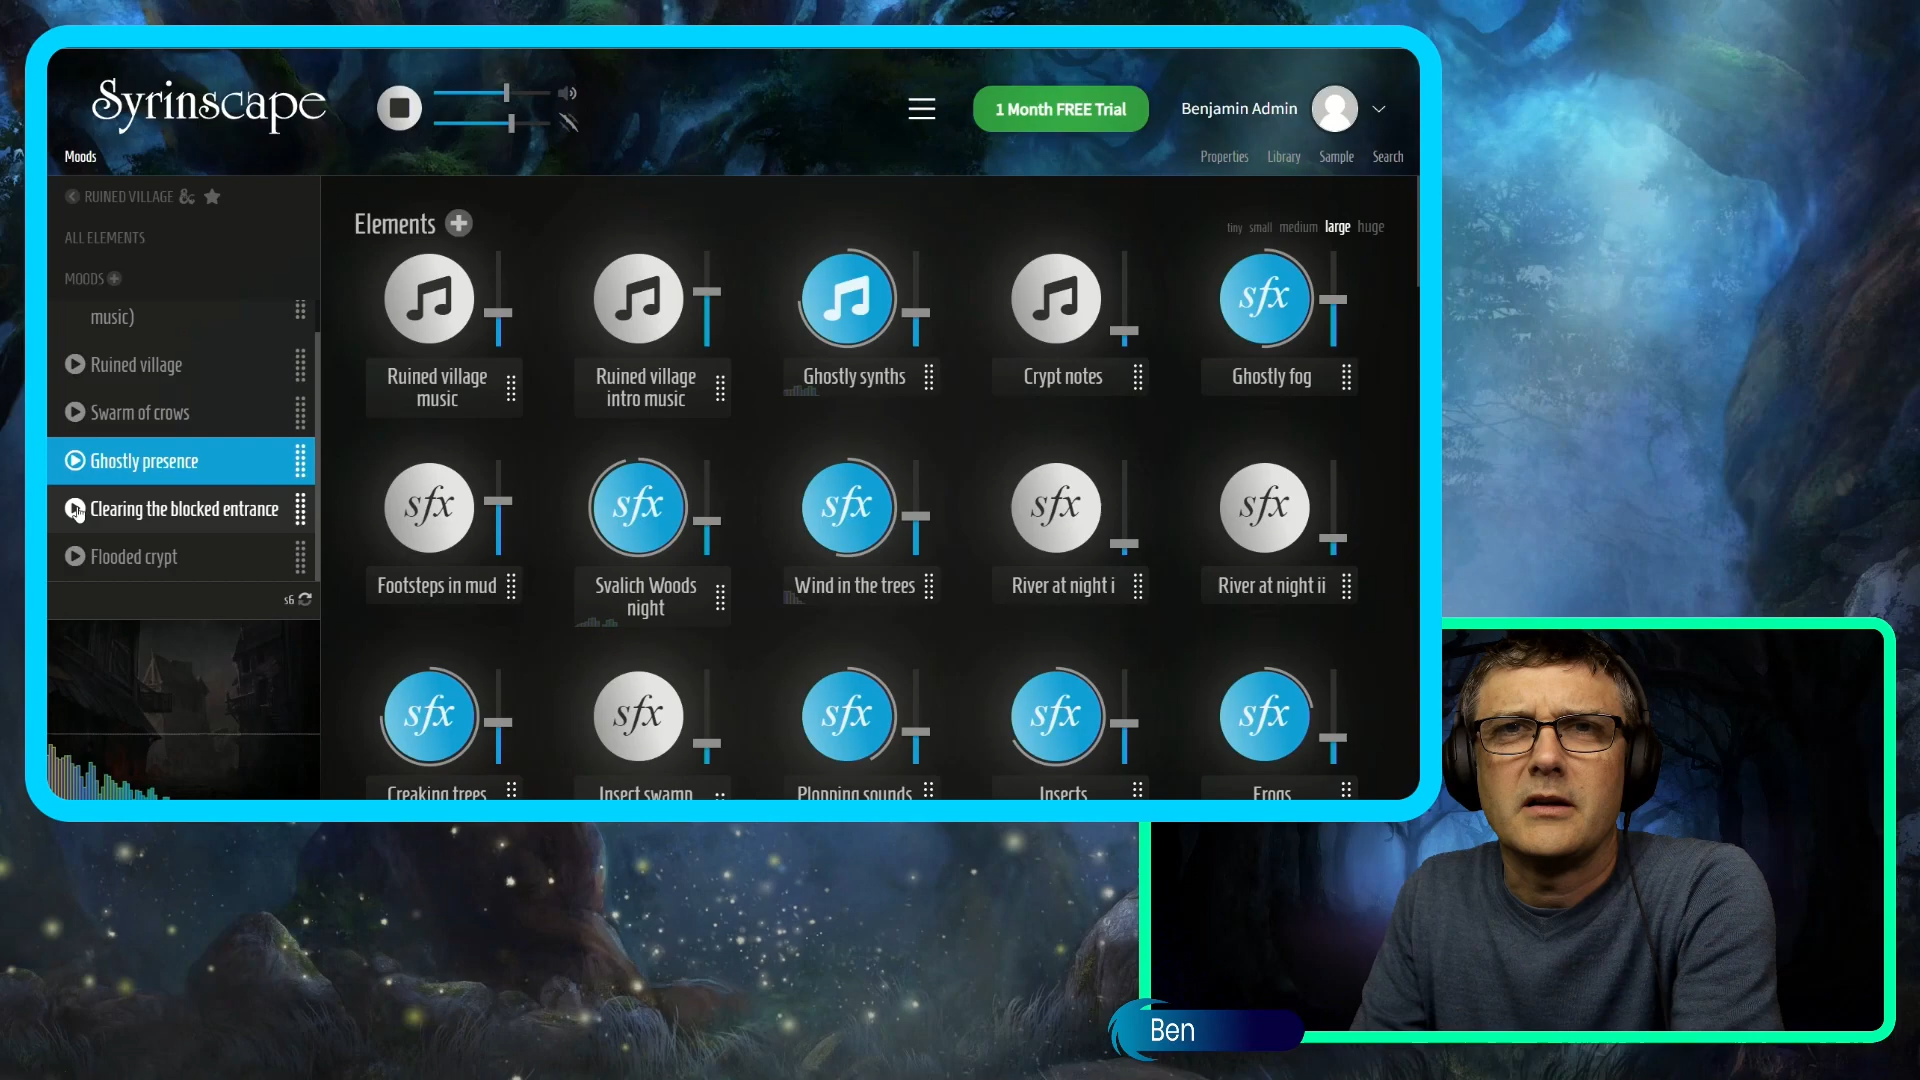 Syrinscape
1 Month FREE Trial
Benjamin Admin
Moods
Properties
Library
Sample
Search
RUINED VILLAGE
ALL ELEMENTS
MOODS
music)
Ruined village
Swarm of crows
Ghostly presence
Clearing the blocked entrance
Flooded crypt
s6
Elements
tiny small medium large huge
Ruined village
music
Ruined village
intro music
Ghostly synths
Crypt notes
sfx
Ghostly fog
sfx
Footsteps in mud
sfx
Svalich Woods
night
sfx
Wind in the trees
sfx
River at night i
sfx
River at night ii
sfx
Creaking trees
sfx
Insect swamp
sfx
Plopping sounds
sfx
Insects
sfx
Frogs
Ben